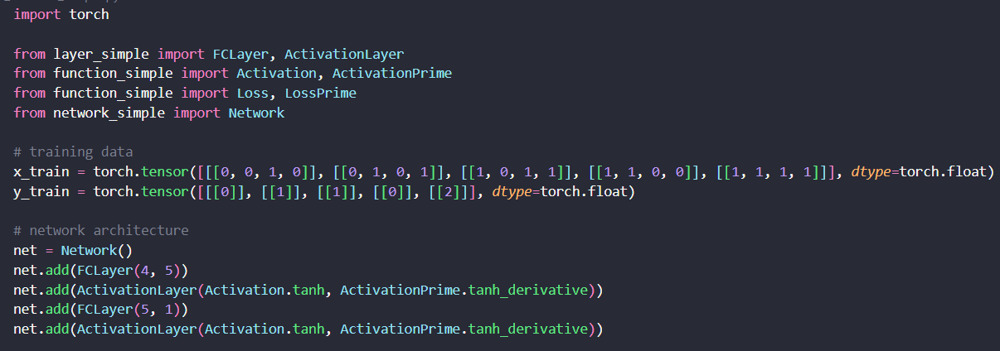 import torch
from layer_simple import FCLayer, ActivationLayer
from function_simple import Activation, ActivationPrime
from function_simple import Loss, LossPrime
from network_simple import Network
# training data
x_train = torch.tensor([[[0, 0, 1, 0]], [[0, 1, 0, 1]], [[1, 0, 1, 1]], [[1, 1, 0, 0]], [[1, 1, 1, 1]]], dtype=torch.float)
y_train = torch.tensor([[[0]], [[1]], [[1]], [[0]], [[2]]], dtype=torch.float)
# network architecture
net = Network()
net.add(FCLayer(4, 5))
net.add(ActivationLayer(Activation.tanh, ActivationPrime.tanh_derivative))
net.add(FCLayer(5, 1))
net.add(ActivationLayer(Activation.tanh, ActivationPrime.tanh_derivative))